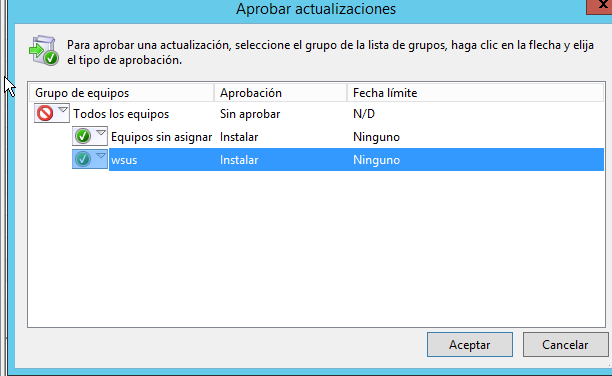 Aprobar actualizaciones
X
Para aprobar una actualización, seleccione el grupo de la lista de grupos, haga clic en la flecha y elija
el tipo de aprobación.
Grupo de equipos Aprobación Fecha límite
Todos los equipos Sin aprobar N/D
Equipos sin asignar Instalar Ninguno
wsus Instalar Ninguno
Aceptar Cancelar